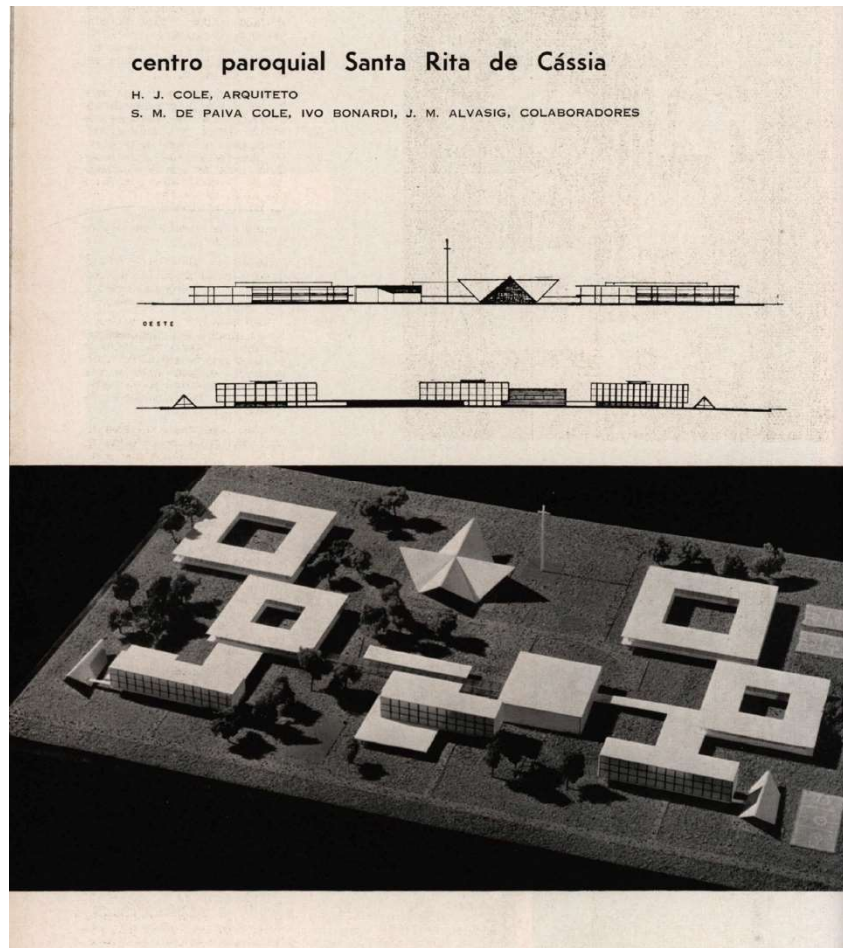 centro paroquial Santa Rita de Cássia
H. J. COLE, ARQUITETO
S. M. DE PAIVA COLE, IVO BONARDI, J. M. ALVASIG, COLABORADORES
OESTE